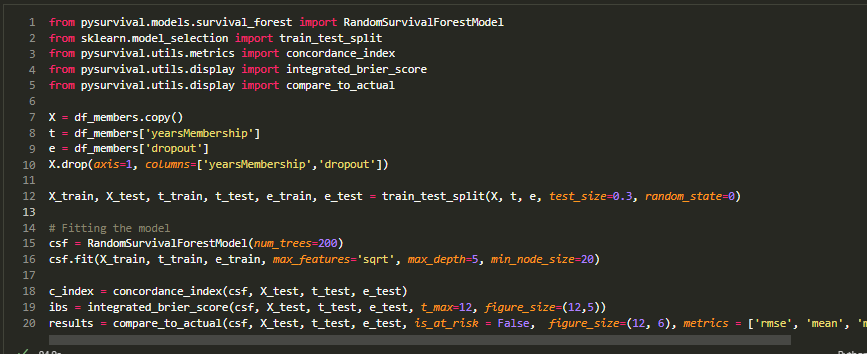 1 from pysurvival.models.survival_forest import RandomSurvivalForestModel
2 from sklearn.model_selection import train_test_split
3 from pysurvival.utils.metrics import concordance_index
4 from pysurvival.utils.display import integrated_brier_score
5 from pysurvival.utils.display import compare_to_actual
6
7 X = df_members.copy()
8 t = df_members['yearsMembership']
9 e = df_members['dropout']
10 X.drop(axis=1, columns=['yearsMembership','dropout'])
11
12 X_train, X_test, t_train, t_test, e_train, e_test = train_test_split(X, t, e, test_size=0.3, random_state=0)
13
14 # Fitting the model
15 csf = RandomSurvivalForestModel(num_trees=200)
16 csf.fit(X_train, t_train, e_train, max_features='sqrt', max_depth=5, min_node_size=20)
17
18 c_index = concordance_index(csf, X_test, t_test, e_test)
19 ibs = integrated_brier_score(csf, X_test, t_test, e_test, t_max=12, figure_size=(12,5))
20 results = compare_to_actual(csf, X_test, t_test, e_test, is_at_risk = False,  figure_size=(12, 6), metrics = ['rmse', 'mean', '